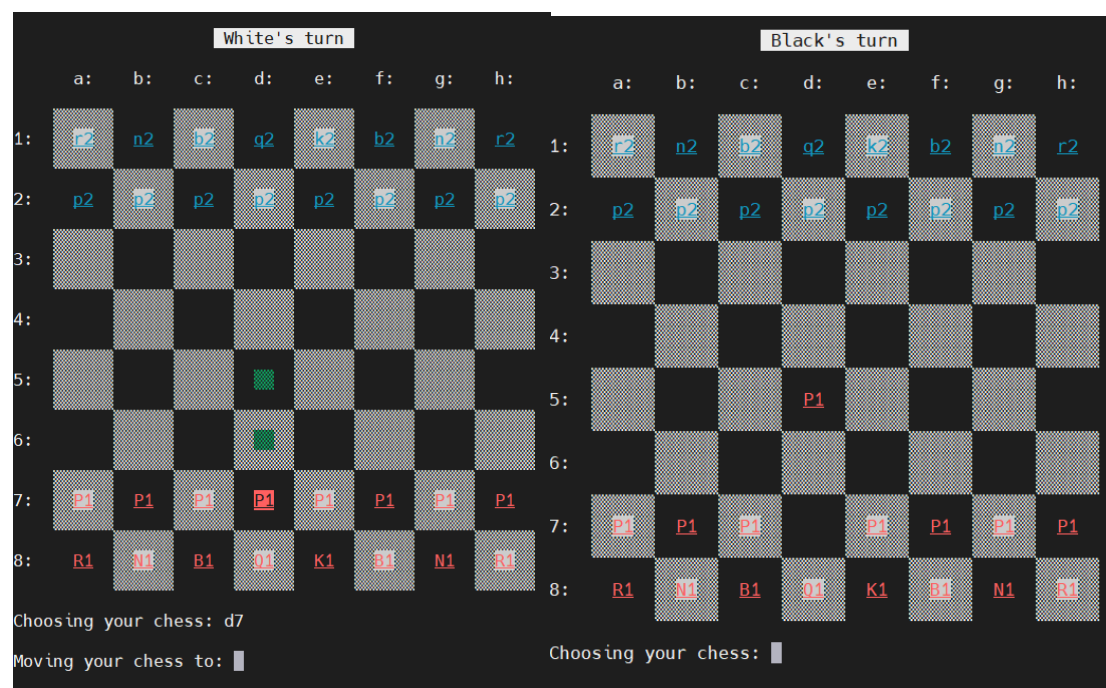 White's turn
a: b: c: d: e: f: g: h:
1: r2 n2 b2 q2 k2 b2 n2 r2
2: p2 p2 p2 p2 p2 p2 p2 p2
3:
4:
5:
6:
7: P1 P1 P1 P1 P1 P1 P1 P1
8: R1 N1 B1 Q1 K1 B1 N1 R1
Choosing your chess: d7
Moving your chess to:
Black's turn
a: b: c: d: e: f: g: h:
1: r2 n2 b2 q2 k2 b2 n2 r2
2: p2 p2 p2 p2 p2 p2 p2 p2
3:
4:
5: P1
6:
7: P1 P1 P1 P1 P1 P1 P1
8: R1 N1 B1 Q1 K1 B1 N1 R1
Choosing your chess: